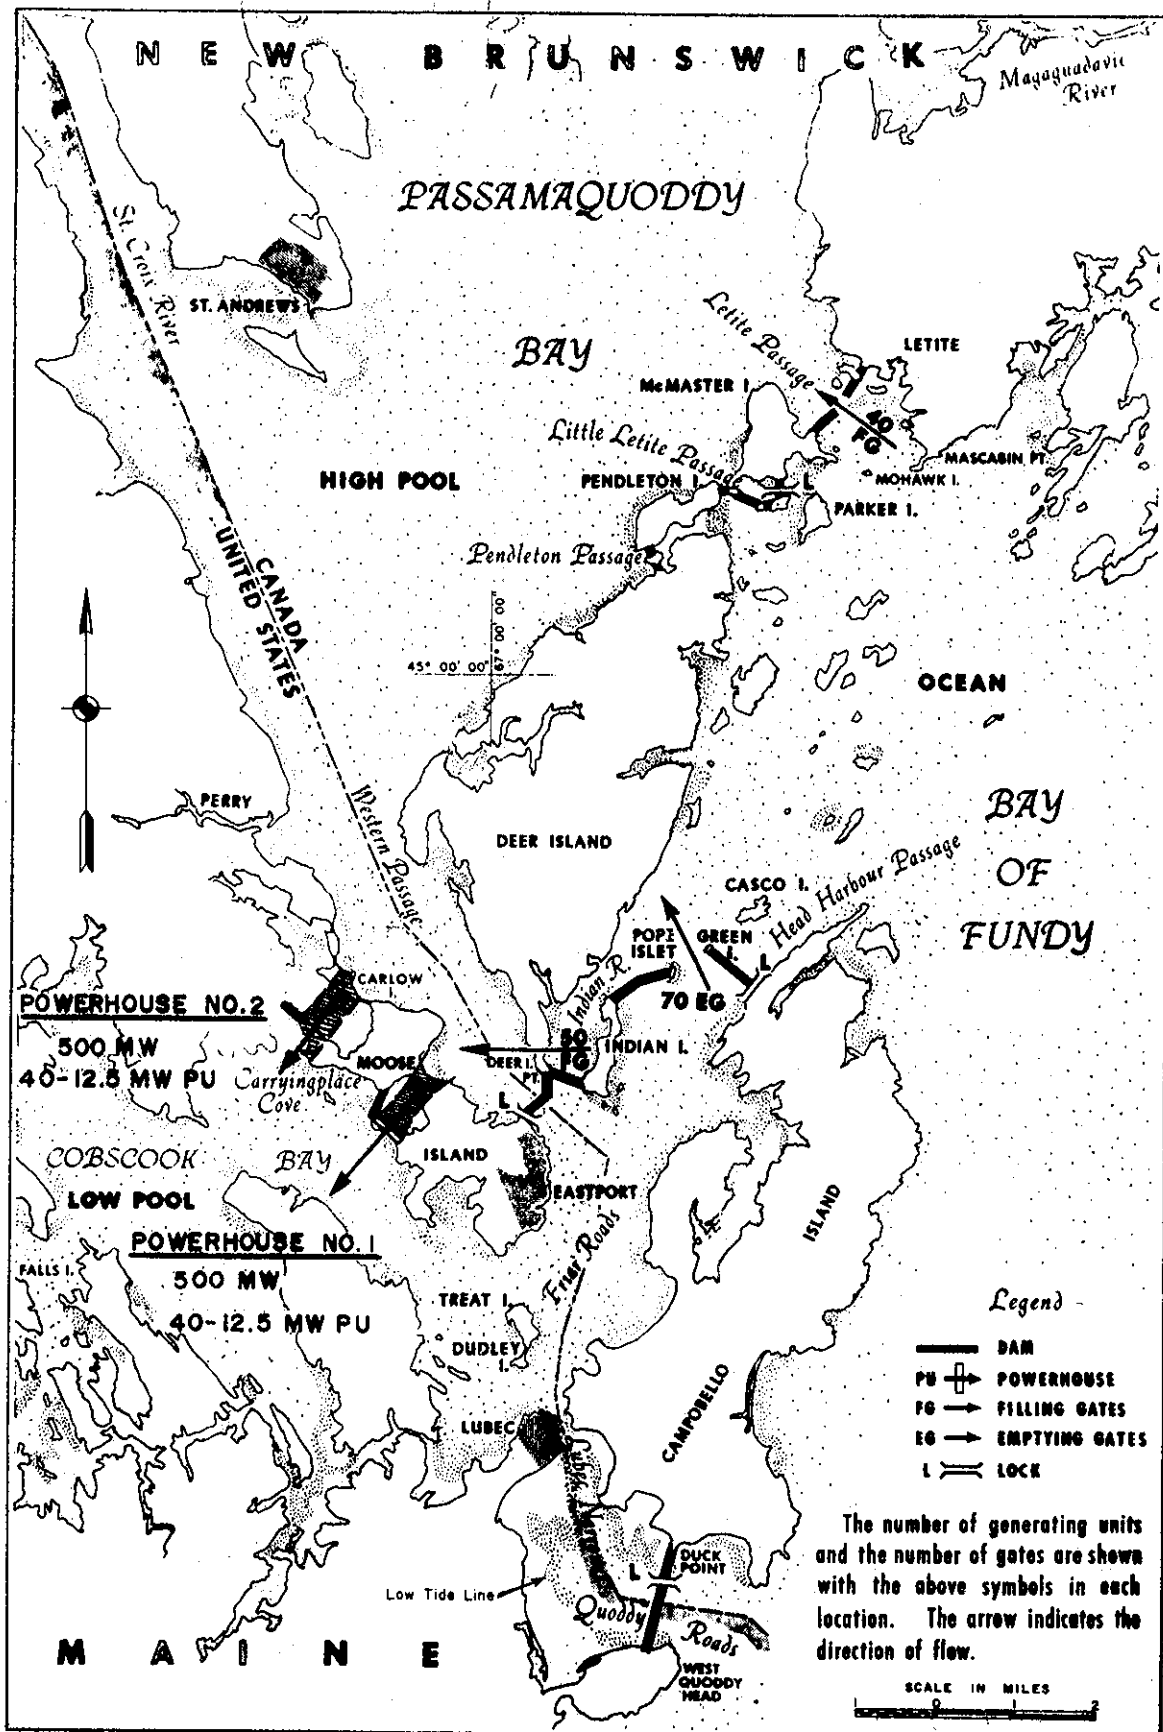 NEW BRUNSWICK
Magaguadavic
River
PASSAMAQUODDY
St. Croix River
ST. ANDREWS
BAY
Letite Passage
LETITE
McMASTER I.
40
FG
Little Letite Passage
MASCABIN PT.
HIGH POOL
PENDLETON I.
L
MOHAWK I.
PARKER I.
Pendleton Passage
CANADA
UNITED STATES
45° 00' 00"
67° 00' 00
OCEAN
PERRY
Western Passage
DEER ISLAND
BAY
OF
FUNDY
CASCO I.
Head Harbour Passage
POPE
ISLET
GREEN
I.
L
Indian R.
70 EG
CARLOW
I.
POWERHOUSE NO.2
500 MW
40-12.5 MW PU
Carryingplace
Cove
MOOSE
ISLAND
50
FG
INDIAN I.
DEER I.
PT.
L
COBSCOOK BAY
LOW POOL
EASTPORT
POWERHOUSE NO. 1
500 MW
40-12.5 MW PU
FALLS I.
Friar Roads
ISLAND
TREAT I.
DUDLEY
I.
LUBEC
CAMPOBELLO
Lubec Narrows
Legend
DAM
PU POWERHOUSE
FG FILLING GATES
EG EMPTYING GATES
L LOCK
The number of generating units
and the number of gates are shown
with the above symbols in each
location. The arrow indicates the
direction of flow.
L
DUCK
POINT
Low Tide Line
Quoddy Roads
MAINE
WEST
QUODDY
HEAD
SCALE IN MILES
0 2